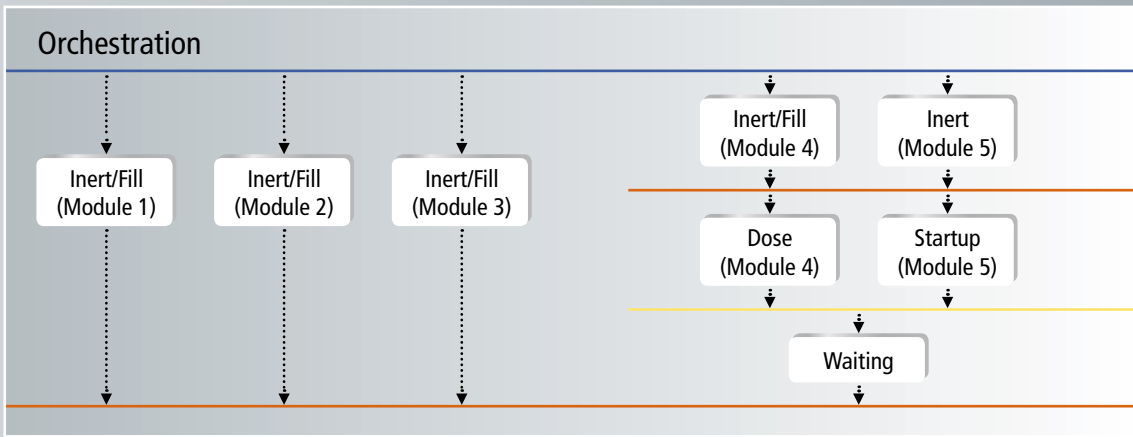 Orchestration
Inert/Fill
(Module 4)
Inert
(Module 5)
Inert/Fill
(Module 1)
Inert/Fill
(Module 2)
Inert/Fill
(Module 3)
Dose
(Module 4)
Startup
(Module 5)
Waiting